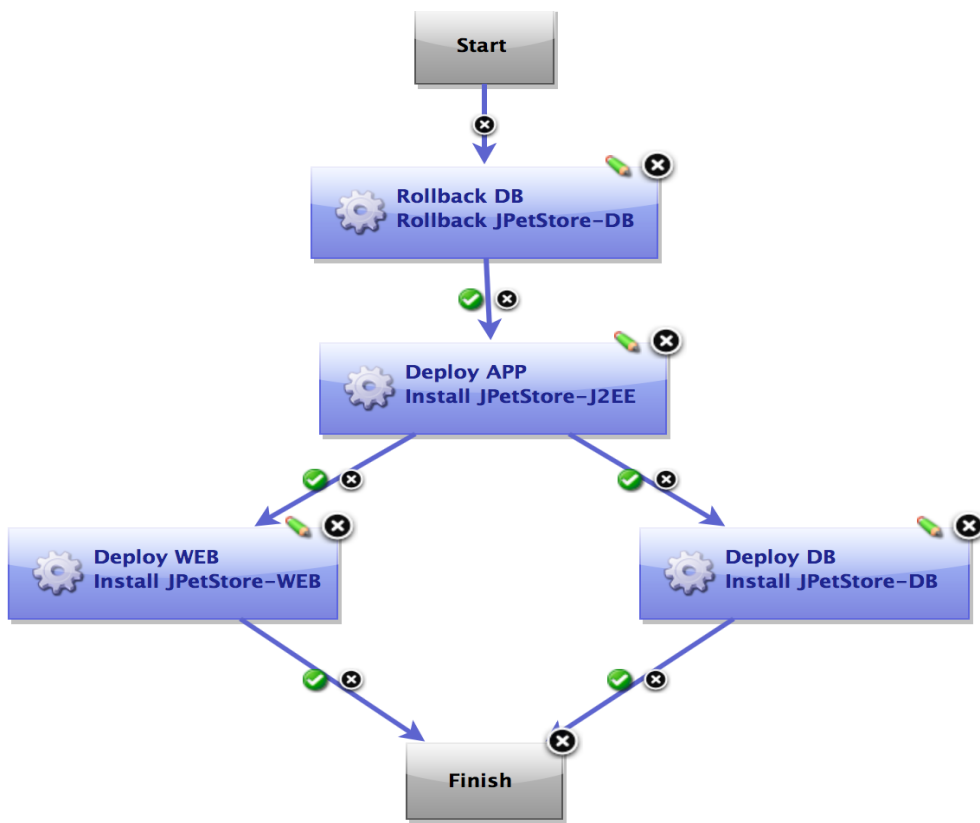 Start
Rollback DB
Rollback JPetStore-DB
Deploy APP
Install JPetStore-J2EE
Deploy WEB
Install JPetStore-WEB
Deploy DB
Install JPetStore-DB
Finish